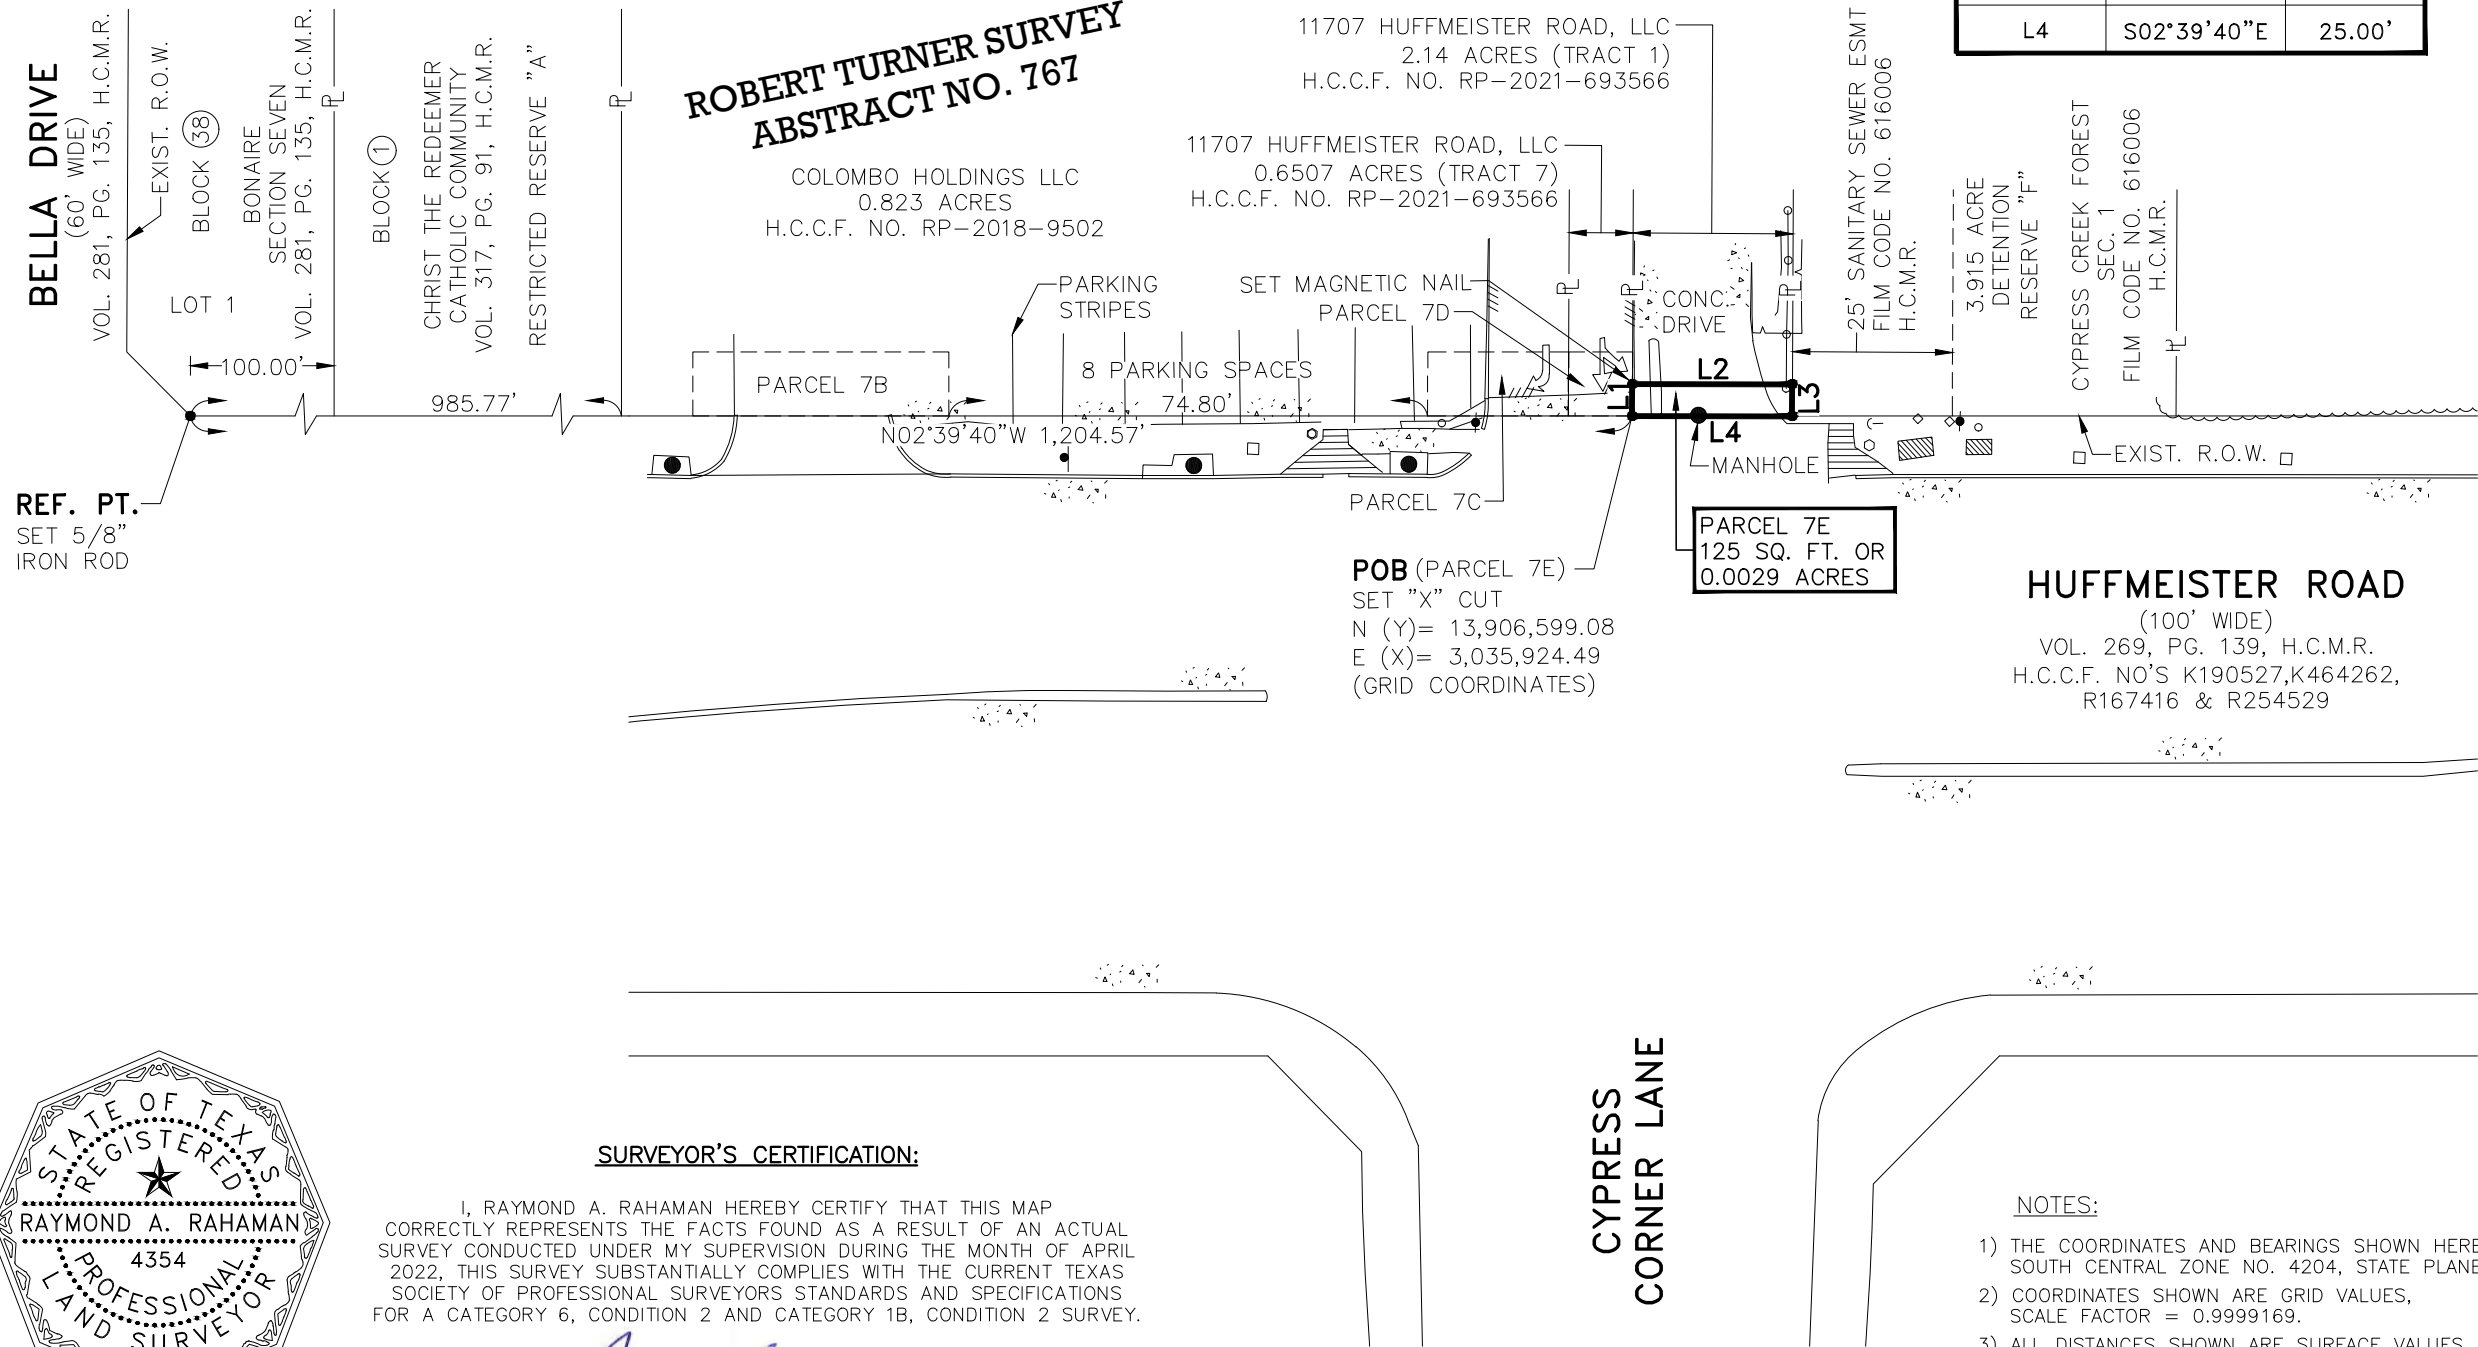 L4 S02°39'40"E 25.00'
BELLA DRIVE
(60' WIDE)
VOL. 281, PG. 135, H.C.M.R.
EXIST. R.O.W.
BLOCK 38
BONAIRE
SECTION SEVEN
VOL. 281, PG. 135, H.C.M.R.
LOT 1
100.00'
PL
BLOCK 1
CHRIST THE REDEEMER
CATHOLIC COMMUNITY
VOL. 317, PG. 91, H.C.M.R.
RESTRICTED RESERVE "A"
985.77'
PL
ROBERT TURNER SURVEY
ABSTRACT NO. 767
COLOMBO HOLDINGS LLC
0.823 ACRES
H.C.C.F. NO. RP-2018-9502
11707 HUFFMEISTER ROAD, LLC
2.14 ACRES (TRACT 1)
H.C.C.F. NO. RP-2021-693566
11707 HUFFMEISTER ROAD, LLC
0.6507 ACRES (TRACT 7)
H.C.C.F. NO. RP-2021-693566
PARKING
STRIPES
SET MAGNETIC NAIL
PARCEL 7D
PL
PL
CONC.
DRIVE
PL
25' SANITARY SEWER ESMT
FILM CODE NO. 616006
H.C.M.R.
3.915 ACRE
DETENTION
RESERVE "F"
CYPRESS CREEK FOREST
SEC. 1
FILM CODE NO. 616006
H.C.M.R.
PL
PARCEL 7B
8 PARKING SPACES
74.80'
N02°39'40"W 1,204.57'
L1
L2
L3
L4
MANHOLE
EXIST. R.O.W.
PARCEL 7C
REF. PT.
SET 5/8"
IRON ROD
PARCEL 7E
125 SQ. FT. OR
0.0029 ACRES
POB (PARCEL 7E)
SET "X" CUT
N (Y)= 13,906,599.08
E (X)= 3,035,924.49
(GRID COORDINATES)
HUFFMEISTER ROAD
(100' WIDE)
VOL. 269, PG. 139, H.C.M.R.
H.C.C.F. NO'S K190527,K464262,
R167416 & R254529
CYPRESS
CORNER LANE
STATE OF TEXAS
REGISTERED
RAYMOND A. RAHAMAN
4354
PROFESSIONAL
LAND SURVEYOR
SURVEYOR'S CERTIFICATION:
I, RAYMOND A. RAHAMAN HEREBY CERTIFY THAT THIS MAP
CORRECTLY REPRESENTS THE FACTS FOUND AS A RESULT OF AN ACTUAL
SURVEY CONDUCTED UNDER MY SUPERVISION DURING THE MONTH OF APRIL
2022, THIS SURVEY SUBSTANTIALLY COMPLIES WITH THE CURRENT TEXAS
SOCIETY OF PROFESSIONAL SURVEYORS STANDARDS AND SPECIFICATIONS
FOR A CATEGORY 6, CONDITION 2 AND CATEGORY 1B, CONDITION 2 SURVEY.
NOTES:
1) THE COORDINATES AND BEARINGS SHOWN HERE
SOUTH CENTRAL ZONE NO. 4204, STATE PLANE
2) COORDINATES SHOWN ARE GRID VALUES,
SCALE FACTOR = 0.9999169.
3) ALL DISTANCES SHOWN ARE SURFACE VALUES